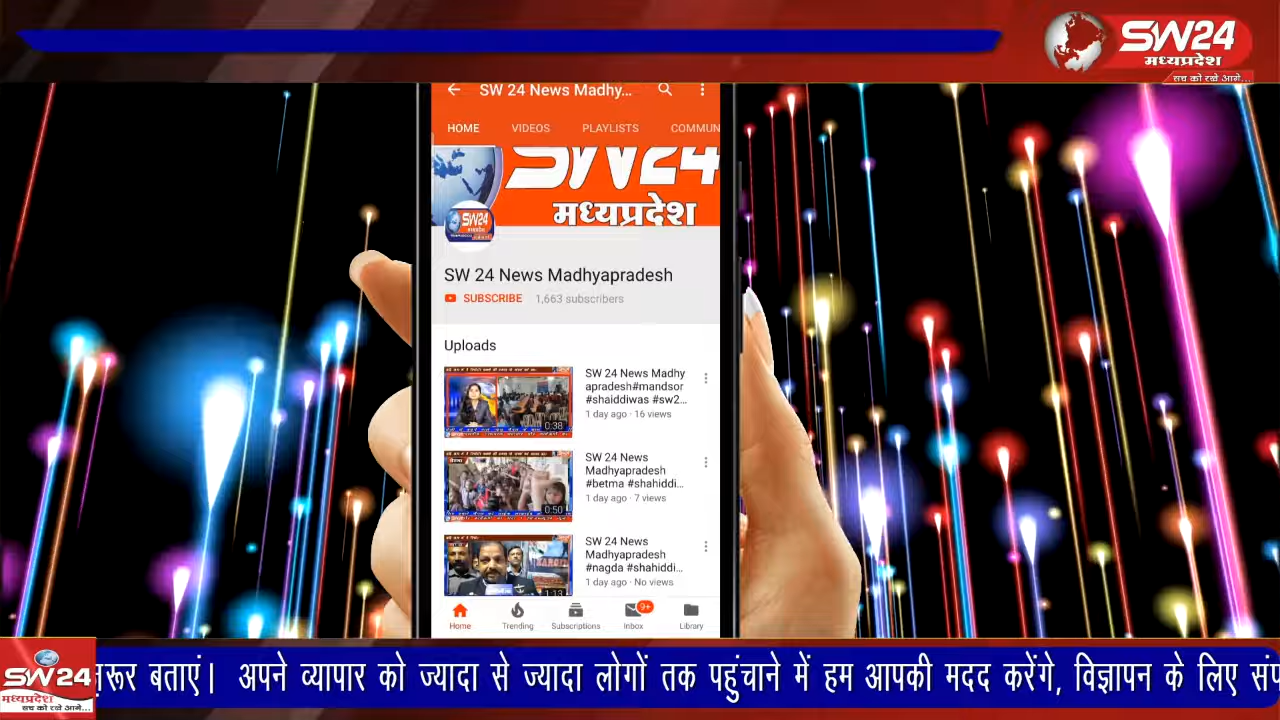 SW24
मध्यप्रदेश
सच को रखे आगे...
SW 24 News Madhy...
HOME VIDEOS PLAYLISTS COMMUN
SW24
मध्यप्रदेश
SW24
SW 24 News Madhyapradesh
SUBSCRIBE 1,663 subscribers
Uploads
SW 24 News Madhy
apradesh#mandsor
#shaiddiwas #sw2...
1 day ago · 16 views
0:38
SW 24 News
Madhyapradesh
#betma #shahiddi...
1 day ago · 7 views
0:50
SW 24 News
Madhyapradesh
#nagda #shahiddi...
1 day ago · No views
1:13
Home Trending Subscriptions Inbox 9+ Library
SW24
मध्यप्रदेश
सच को रखे आगे...
ज़रूर बताएं। अपने व्यापार को ज्यादा से ज्यादा लोगों तक पहुंचाने में हम आपकी मदद करेंगे, विज्ञापन के लिए संप